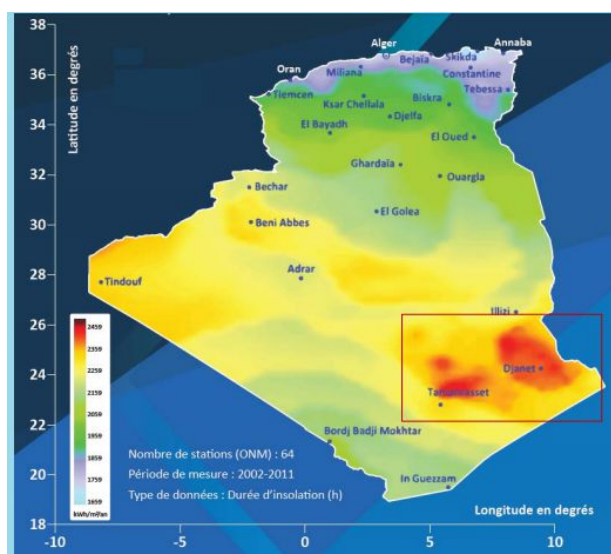 38
36
34
32
30
28
26
24
22
20
18
Latitude en degrés
Alger
Annaba
Bejaïa
Skikda
Oran
Miliana
Constantine
Tebessa
Tlemcen
Ksar Chellala
Biskra
Djelfa
El Bayadh
El Oued
Ghardaïa
Ouargla
Bechar
El Golea
Beni Abbes
Adrar
Tindouf
Illizi
Djanet
Tamanrasset
Bordj Badji Mokhtar
In Guezzam
2459
2359
2259
2159
2059
1959
1859
1759
1659
kWh/m²/an
Nombre de stations (ONM) : 64
Période de mesure : 2002-2011
Type de données : Durée d'insolation (h)
Longitude en degrés
-10
-5
0
5
10